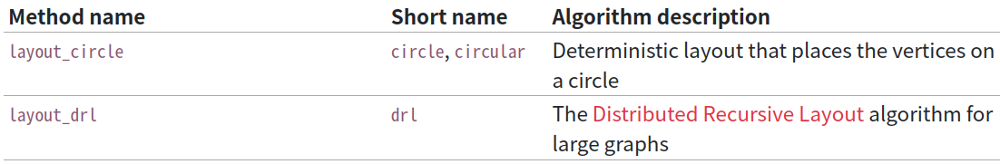 Method name Short name Algorithm description
layout_circle circle, circular Deterministic layout that places the vertices on
a circle
layout_drl drl The Distributed Recursive Layout algorithm for
large graphs